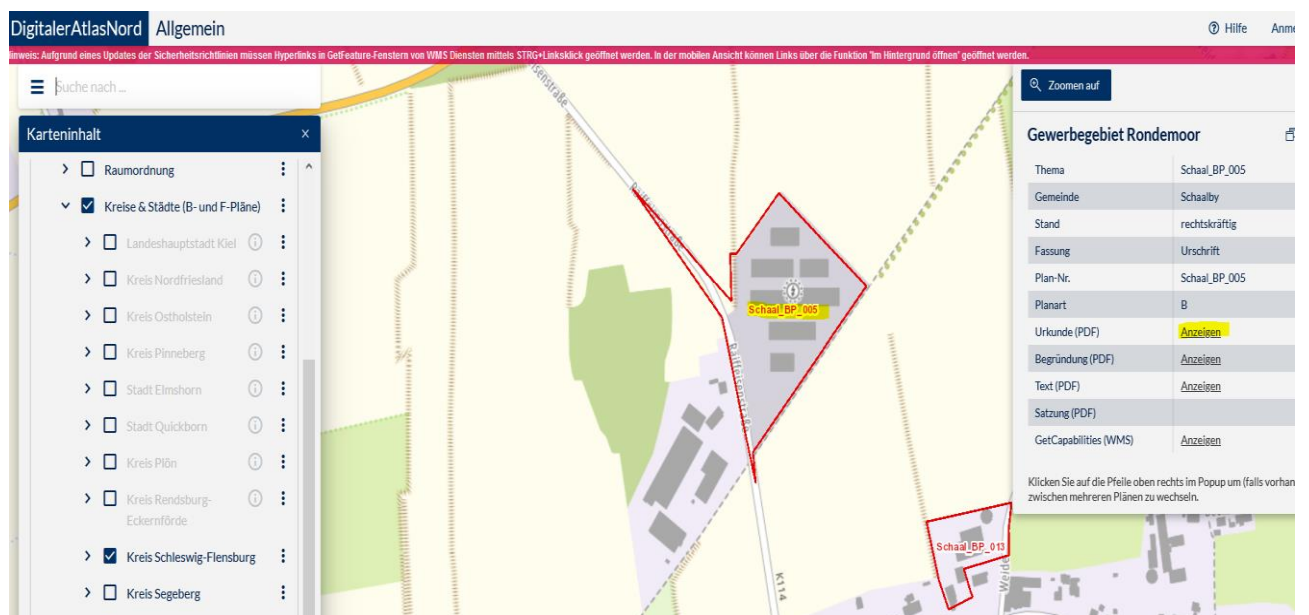 DigitalerAtlasNord Allgemein
Hilfe Anme
inweis: Aufgrund eines Updates der Sicherheitsrichtlinien müssen Hyperlinks in GetFeature-Fenstern von WMS Diensten mittels STRG+Linksklick geöffnet werden. In der mobilen Ansicht können Links über die Funktion "Im Hintergrund öffnen" geöffnet werden.
Suche nach ...
Karteninhalt x
Raumordnung
Kreise & Städte (B- und F-Pläne)
Landeshauptstadt Kiel
Kreis Nordfriesland
Kreis Ostholstein
Kreis Pinneberg
Stadt Elmshorn
Stadt Quickborn
Kreis Plön
Kreis Rendsburg-
Eckernförde
Kreis Schleswig-Flensburg
Kreis Segeberg
Raiffeisenstraße
Schaal_BP_005
Raiffeisenstraße
Schaal_BP_013
K114
Weide
Zoomen auf
Gewerbegebiet Rondemoor
Thema Schaal_BP_005
Gemeinde Schaalby
Stand rechtskräftig
Fassung Urschrift
Plan-Nr. Schaal_BP_005
Planart B
Urkunde (PDF) Anzeigen
Begründung (PDF) Anzeigen
Text (PDF) Anzeigen
Satzung (PDF)
GetCapabilities (WMS) Anzeigen
Klicken Sie auf die Pfeile oben rechts im Popup um (falls vorhan
zwischen mehreren Plänen zu wechseln.